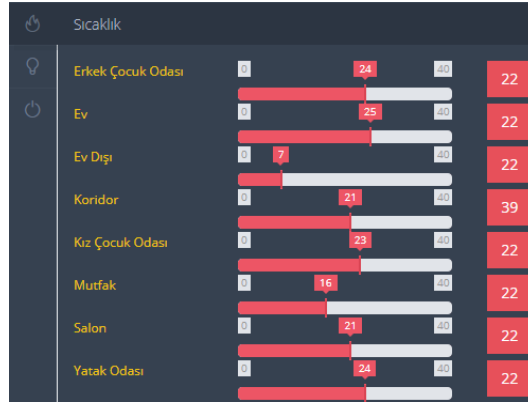 Sıcaklık
Erkek Çocuk Odası 0 24 40 22
Ev 0 25 40 22
Ev Dışı 0 7 40 22
Koridor 0 21 40 39
Kız Çocuk Odası 0 23 40 22
Mutfak 0 16 40 22
Salon 0 21 40 22
Yatak Odası 0 24 40 22